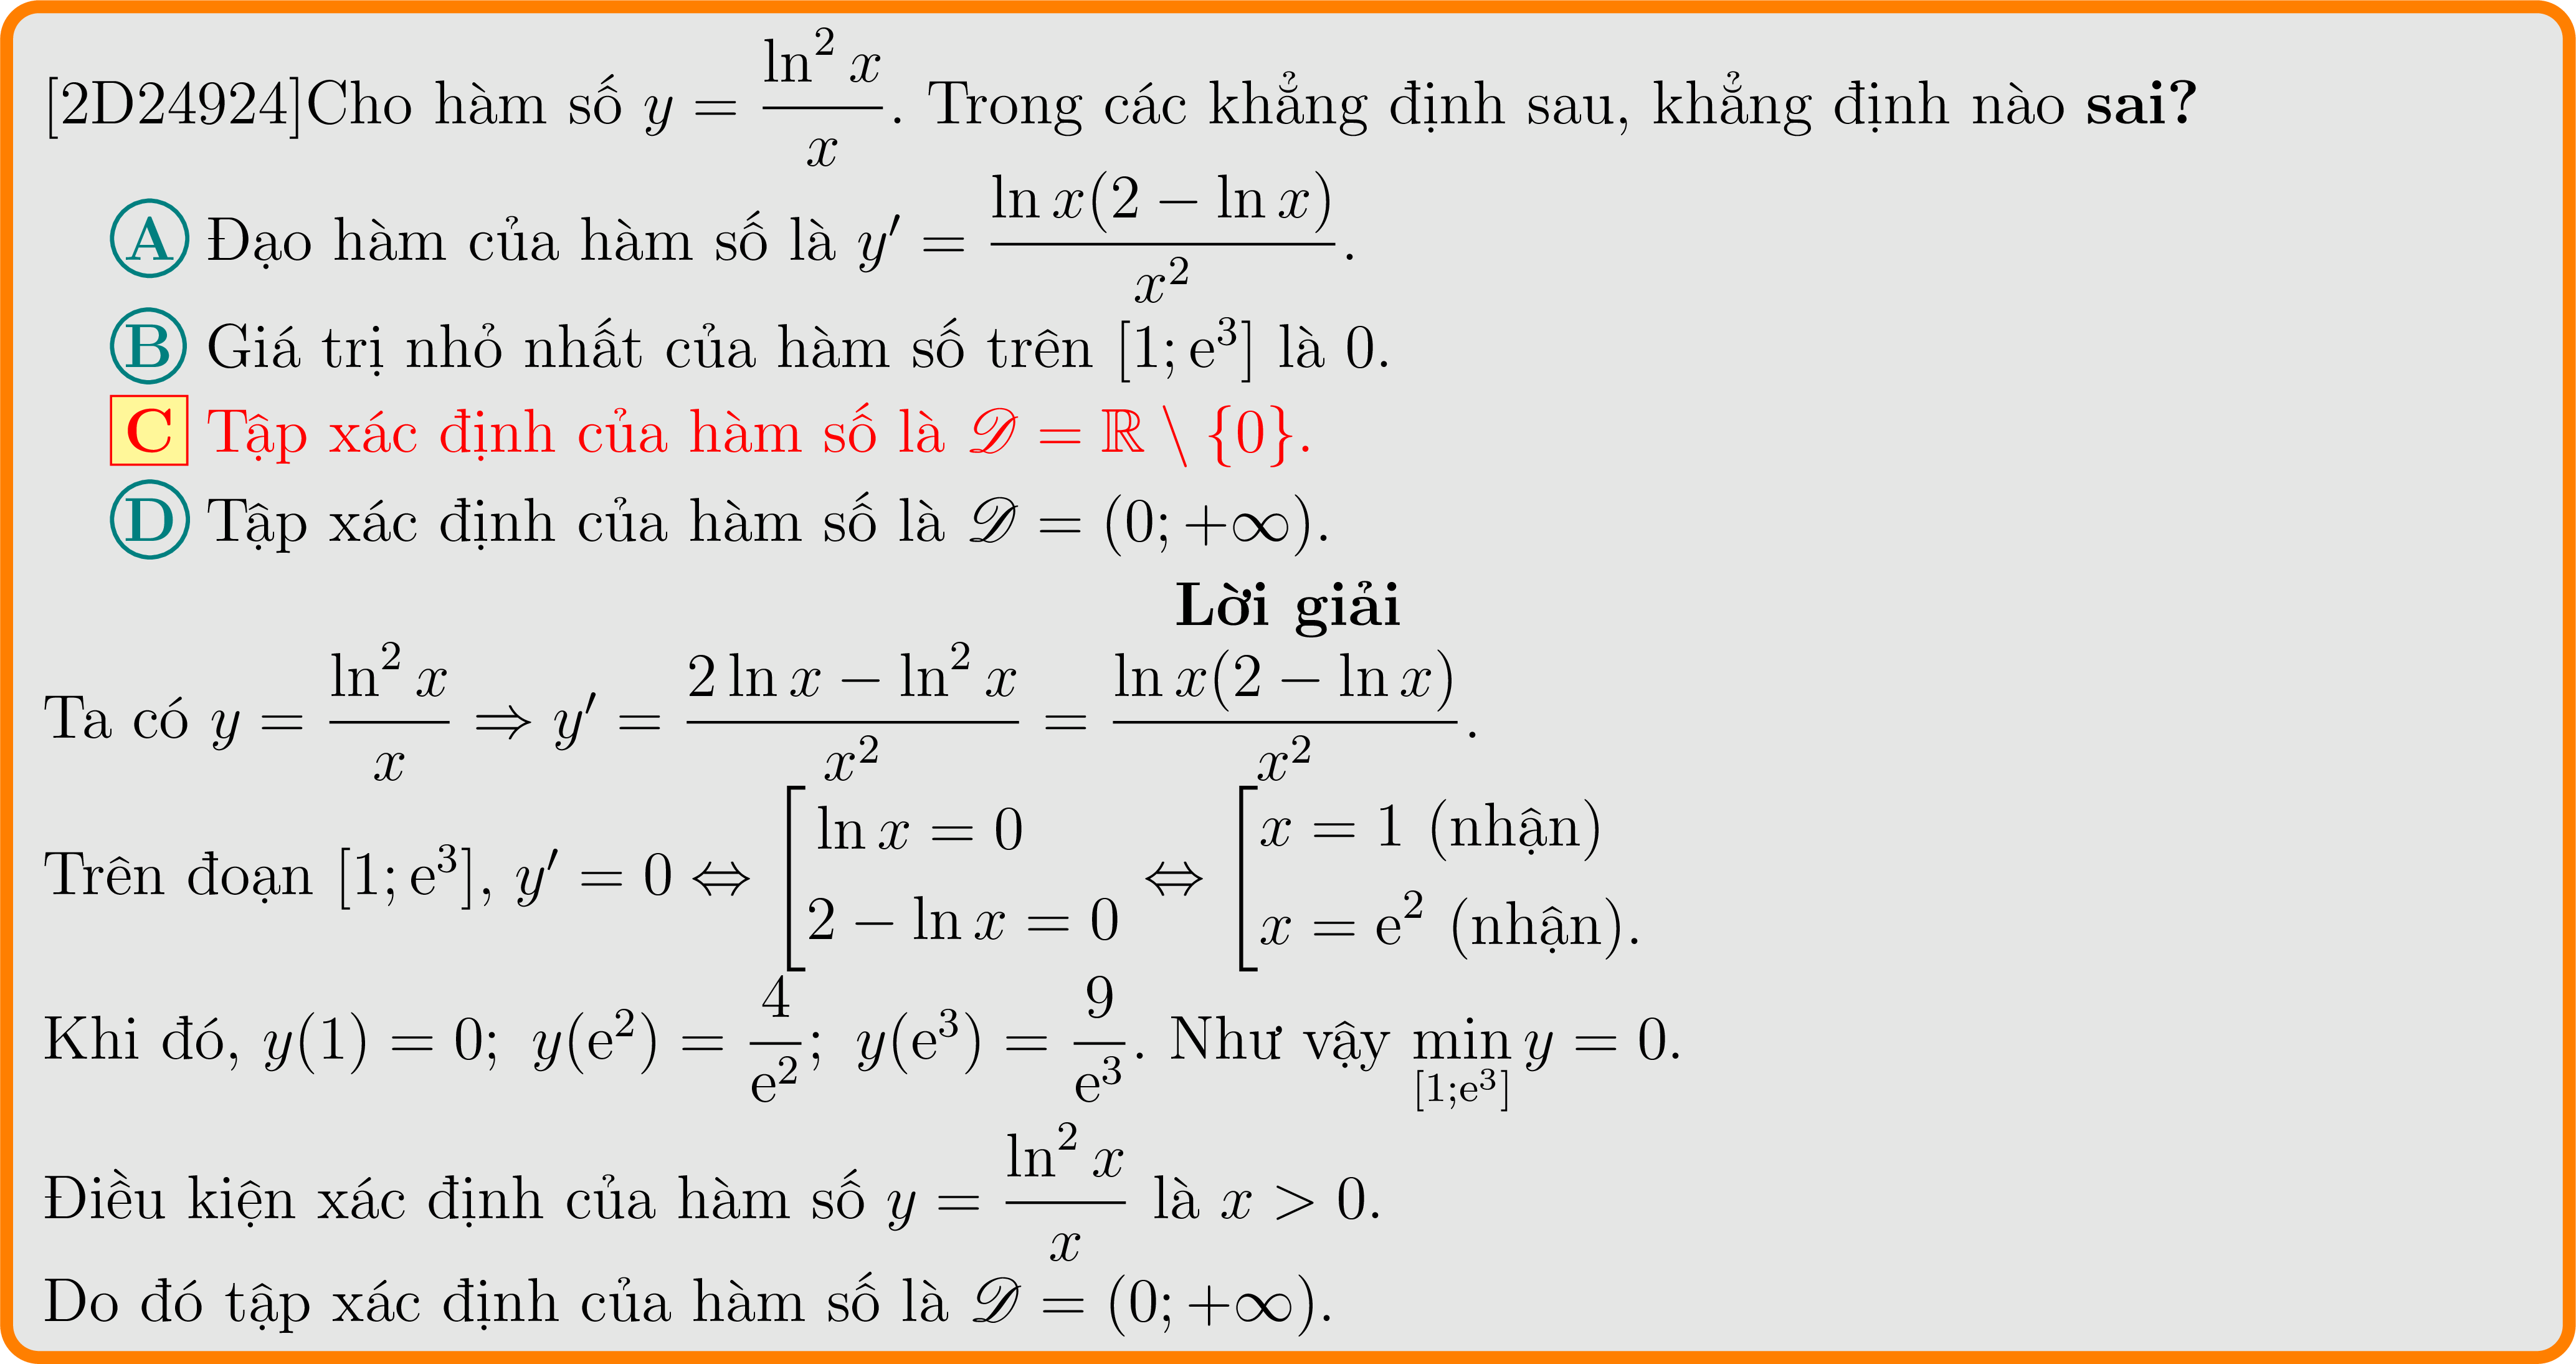 [2D24924]Cho hàm số $y = \dfrac{\ln^2 x}{x}$. Trong các khẳng định sau, khẳng định nào **sai?**
A Đạo hàm của hàm số là $y' = \dfrac{\ln x(2 - \ln x)}{x^2}$.
B Giá trị nhỏ nhất của hàm số trên $[1; \mathrm{e}^3]$ là 0.
C Tập xác định của hàm số là $\mathscr{D} = \mathbb{R} \setminus \{0\}$.
D Tập xác định của hàm số là $\mathscr{D} = (0; +\infty)$.
**Lời giải**
Ta có $y = \dfrac{\ln^2 x}{x} \Rightarrow y' = \dfrac{2\ln x - \ln^2 x}{x^2} = \dfrac{\ln x(2 - \ln x)}{x^2}$.
Trên đoạn $[1; \mathrm{e}^3]$, $y' = 0 \Leftrightarrow \left[\begin{array}{l} \ln x = 0 \\ 2 - \ln x = 0 \end{array}\right. \Leftrightarrow \left[\begin{array}{l} x = 1 \text{ (nhận)} \\ x = \mathrm{e}^2 \text{ (nhận)}. \end{array}\right.$
Khi đó, $y(1) = 0;\ y(\mathrm{e}^2) = \dfrac{4}{\mathrm{e}^2};\ y(\mathrm{e}^3) = \dfrac{9}{\mathrm{e}^3}$. Như vậy $\min\limits_{[1;\mathrm{e}^3]} y = 0$.
Điều kiện xác định của hàm số $y = \dfrac{\ln^2 x}{x}$ là $x > 0$.
Do đó tập xác định của hàm số là $\mathscr{D} = (0; +\infty)$.